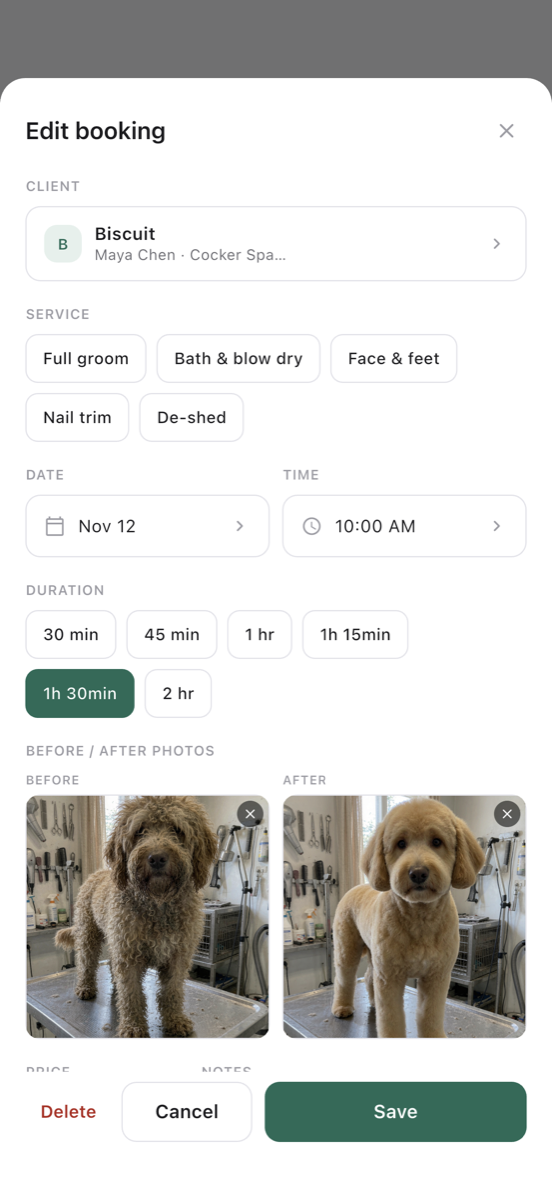 Edit booking
CLIENT
B
Biscuit
Maya Chen · Cocker Spa...
SERVICE
Full groom
Bath & blow dry
Face & feet
Nail trim
De-shed
DATE
TIME
Nov 12
10:00 AM
DURATION
30 min
45 min
1 hr
1h 15min
1h 30min
2 hr
BEFORE / AFTER PHOTOS
BEFORE
AFTER
PRICE
NOTES
Delete
Cancel
Save